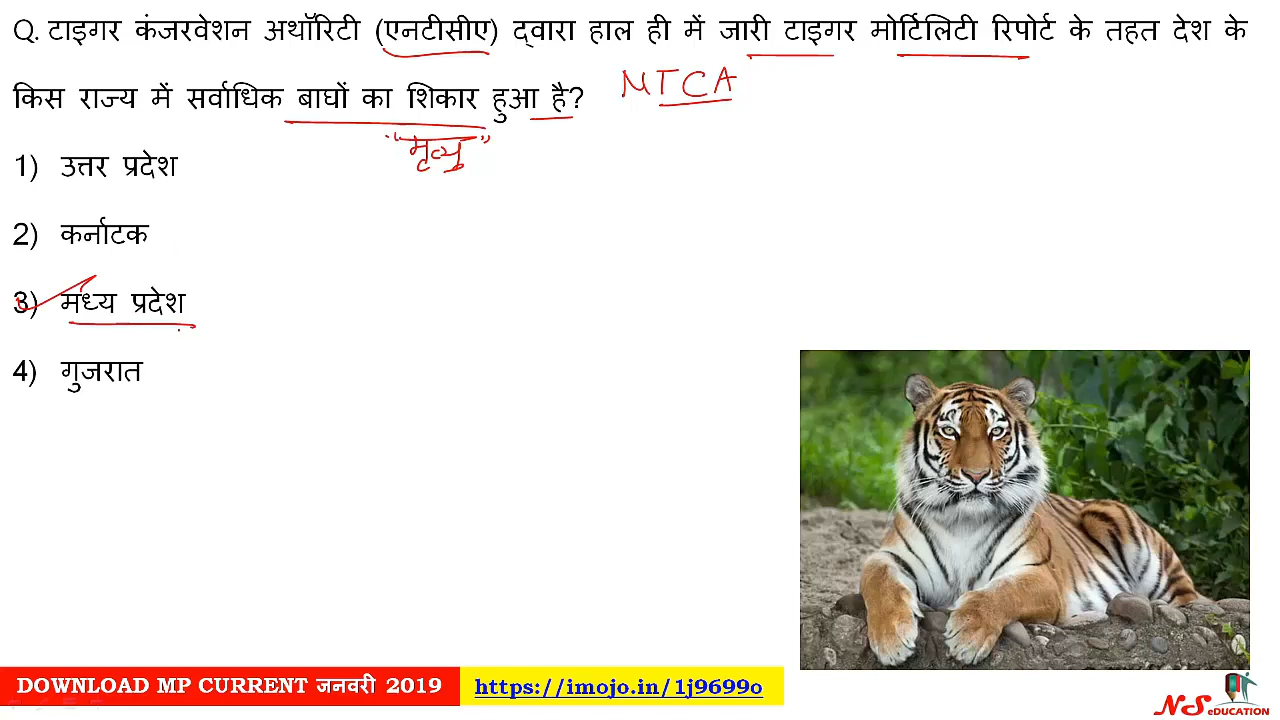 Q. टाइगर कंजरवेशन अथॉरिटी (एनटीसीए) द्वारा हाल ही में जारी टाइगर मोर्टिलिटी रिपोर्ट के तहत देश के
किस राज्य में सर्वाधिक बाघों का शिकार हुआ है? NTCA
"मृत्यु"
1) उत्तर प्रदेश
2) कर्नाटक
3) मध्य प्रदेश
4) गुजरात
DOWNLOAD MP CURRENT जनवरी 2019 https://imojo.in/1j9699o
NS eDUCATION